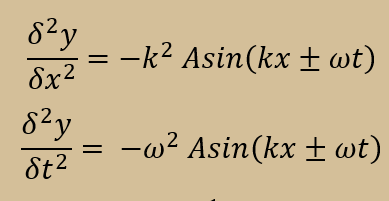 δ²y/δx² = −k² Asin(kx ± ωt)
δ²y/δt² = −ω² Asin(kx ± ωt)